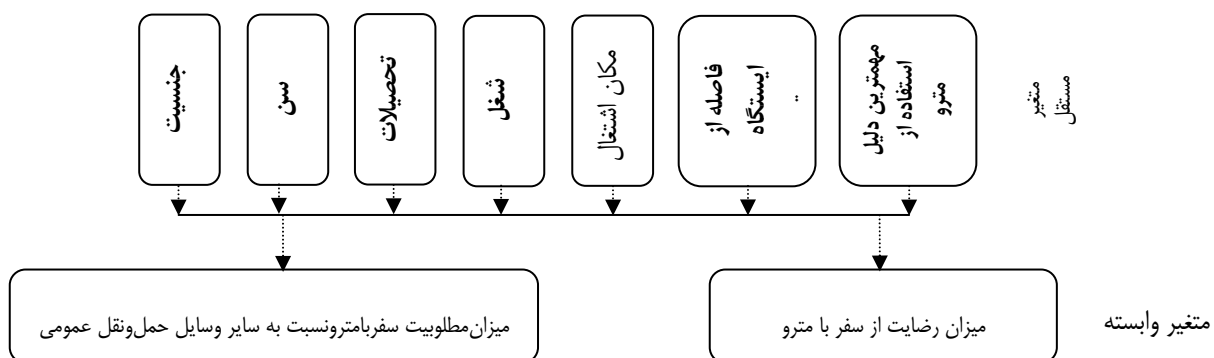 متغیر
مستقل
مهمترین دلیل
استفاده از
مترو
فاصله از
ایستگاه
..
مکان اشتغال
شغل
تحصیلات
سن
جنسیت
متغیر وابسته
میزان رضایت از سفر با مترو
میزان‌مطلوبیت سفربامترونسبت به سایر وسایل حمل‌ونقل عمومی